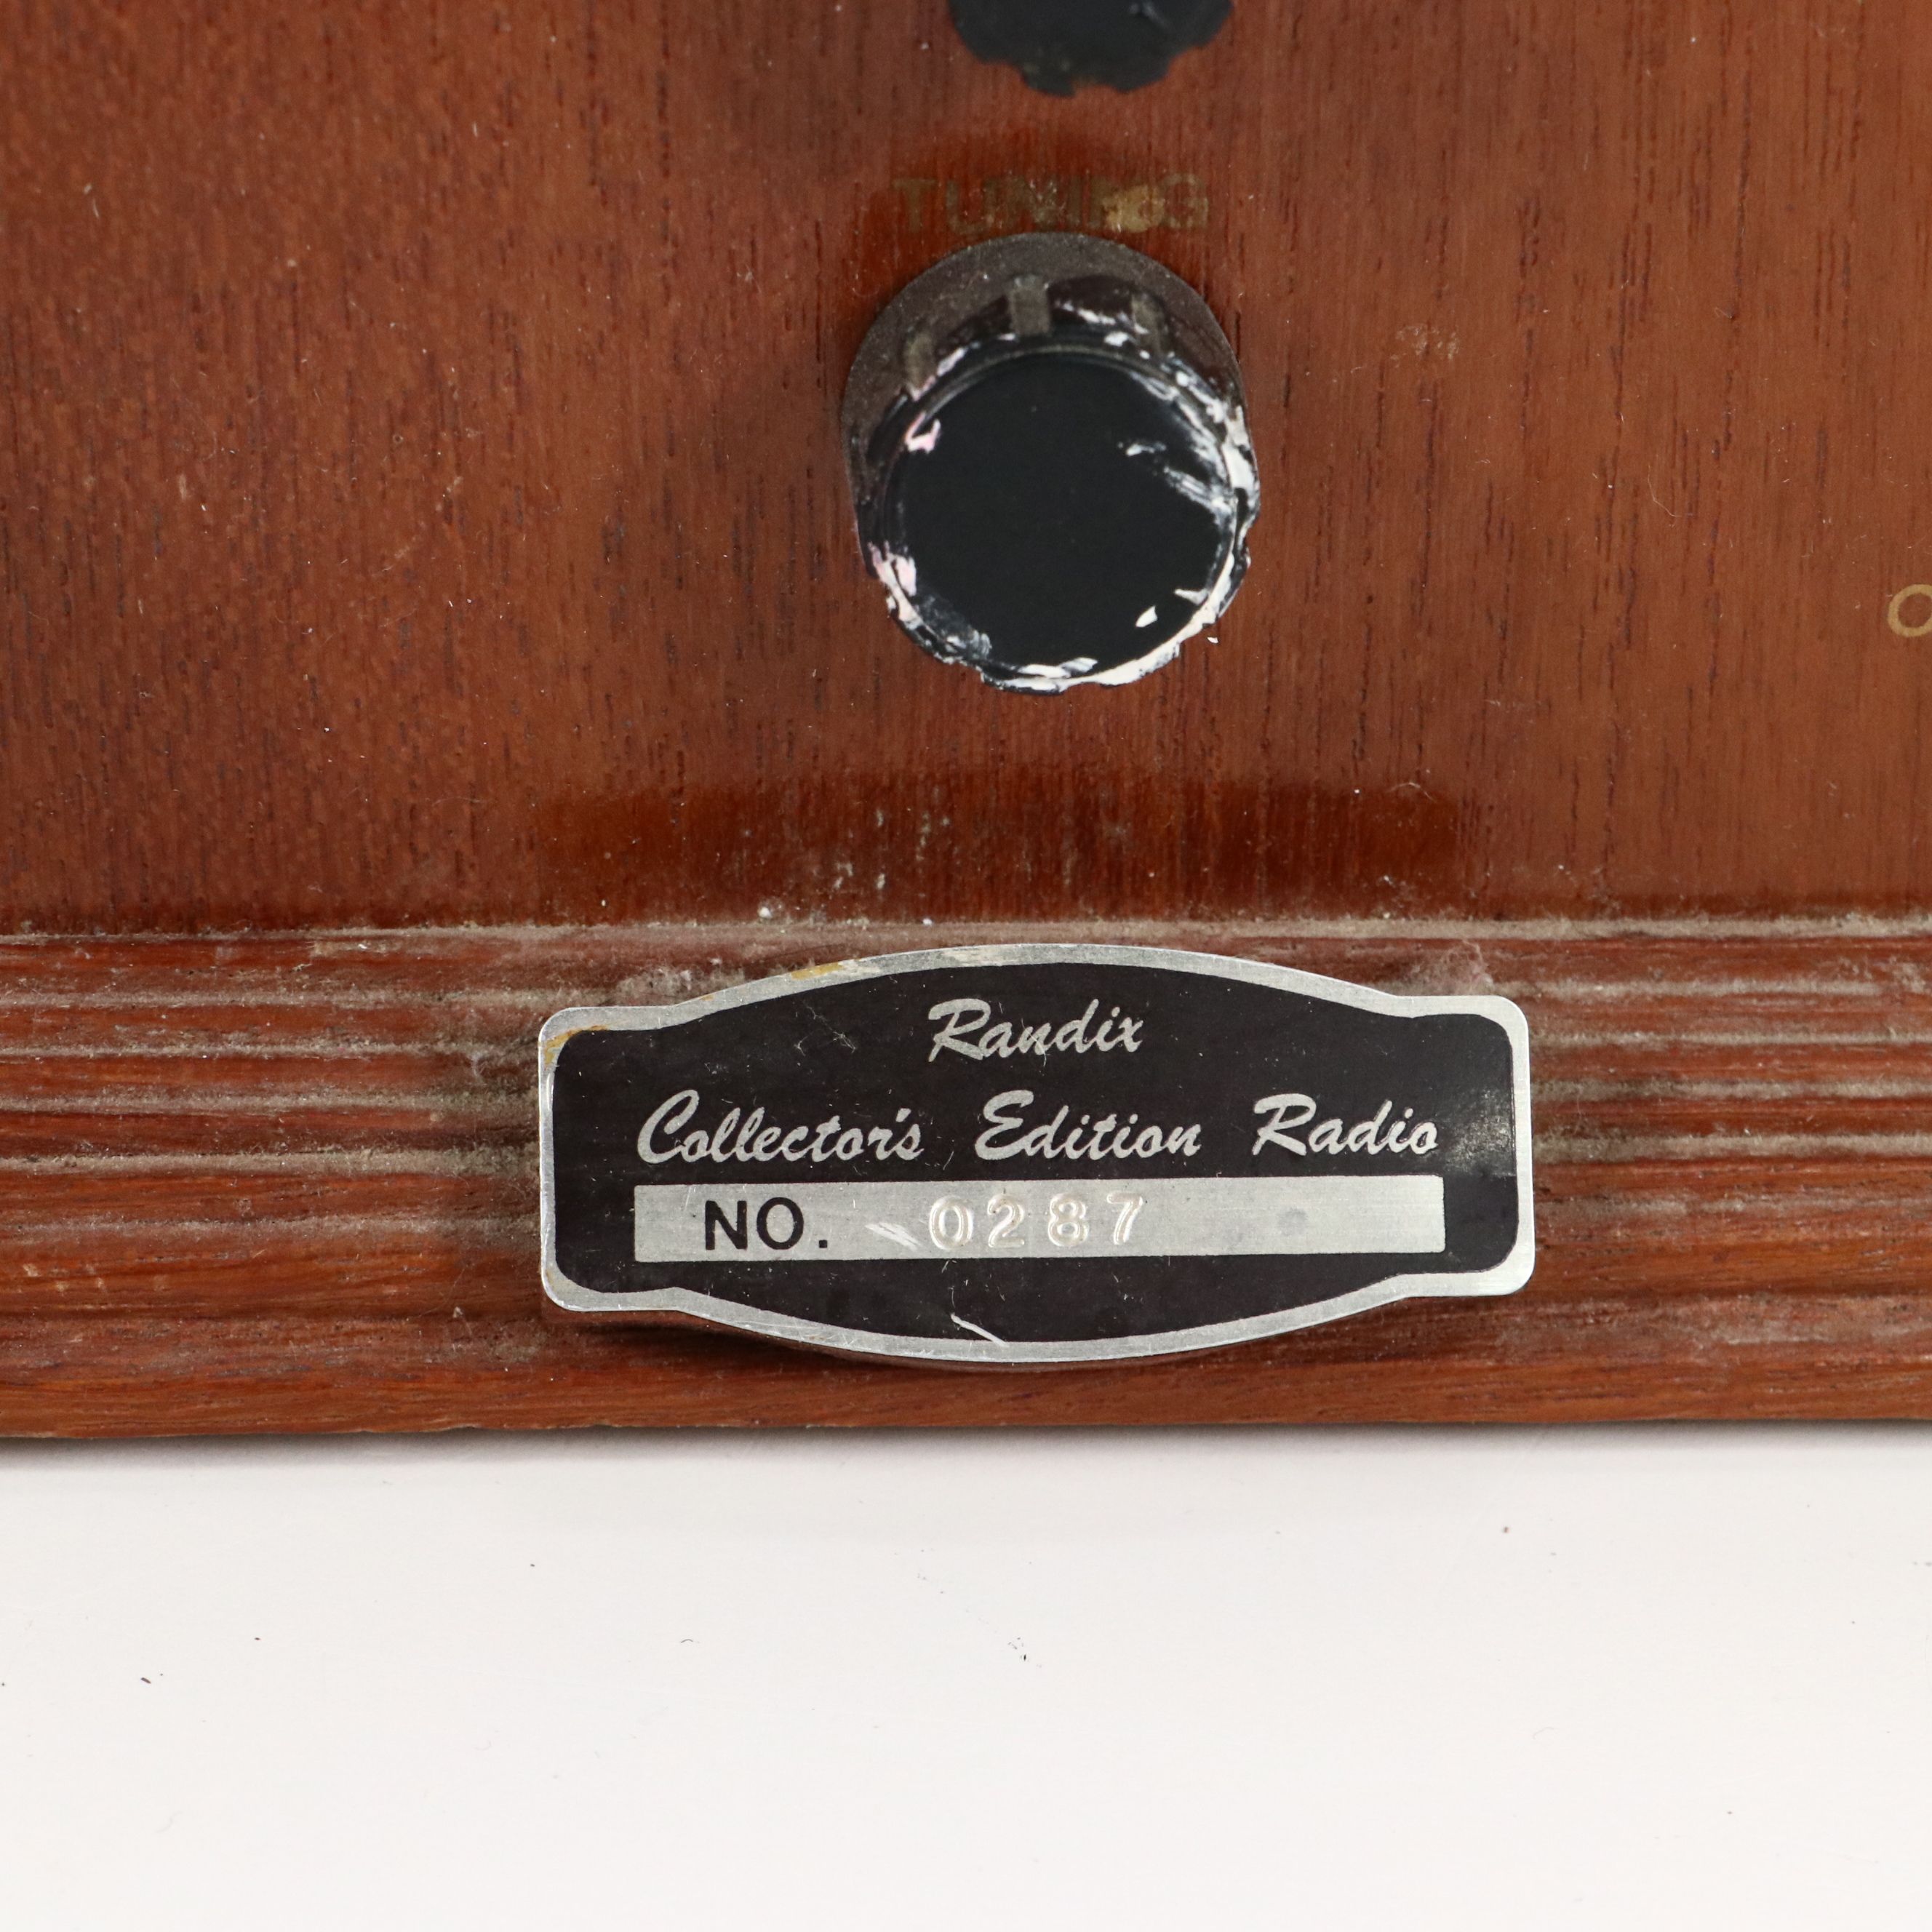 TUNING
O
Randix
Collector's Edition Radio
NO. 0287